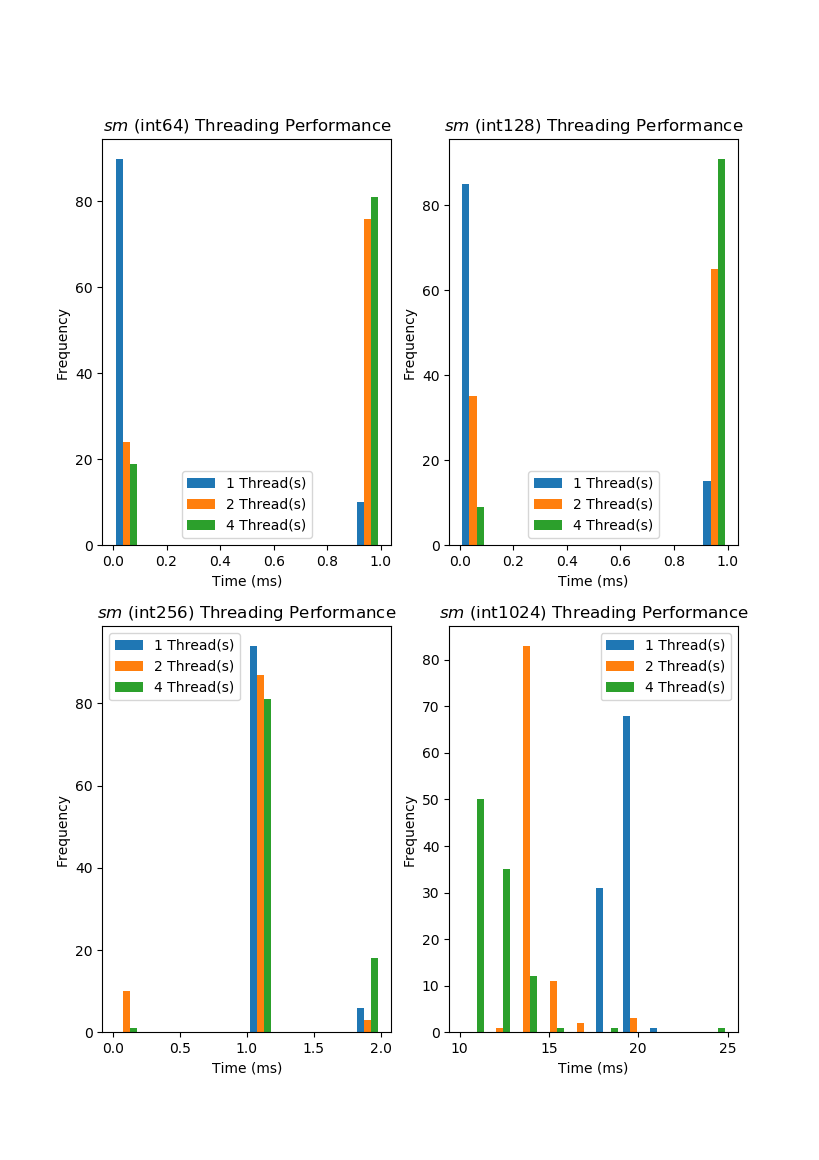 sm (int64) Threading Performance
80
60
40
20
0
Frequency
1 Thread(s)
2 Thread(s)
4 Thread(s)
0.0 0.2 0.4 0.6 0.8 1.0
Time (ms)
sm (int128) Threading Performance
80
60
40
20
0
Frequency
1 Thread(s)
2 Thread(s)
4 Thread(s)
0.0 0.2 0.4 0.6 0.8 1.0
Time (ms)
sm (int256) Threading Performance
80
60
40
20
0
Frequency
1 Thread(s)
2 Thread(s)
4 Thread(s)
0.0 0.5 1.0 1.5 2.0
Time (ms)
sm (int1024) Threading Performance
80
70
60
50
40
30
20
10
0
Frequency
1 Thread(s)
2 Thread(s)
4 Thread(s)
10 15 20 25
Time (ms)